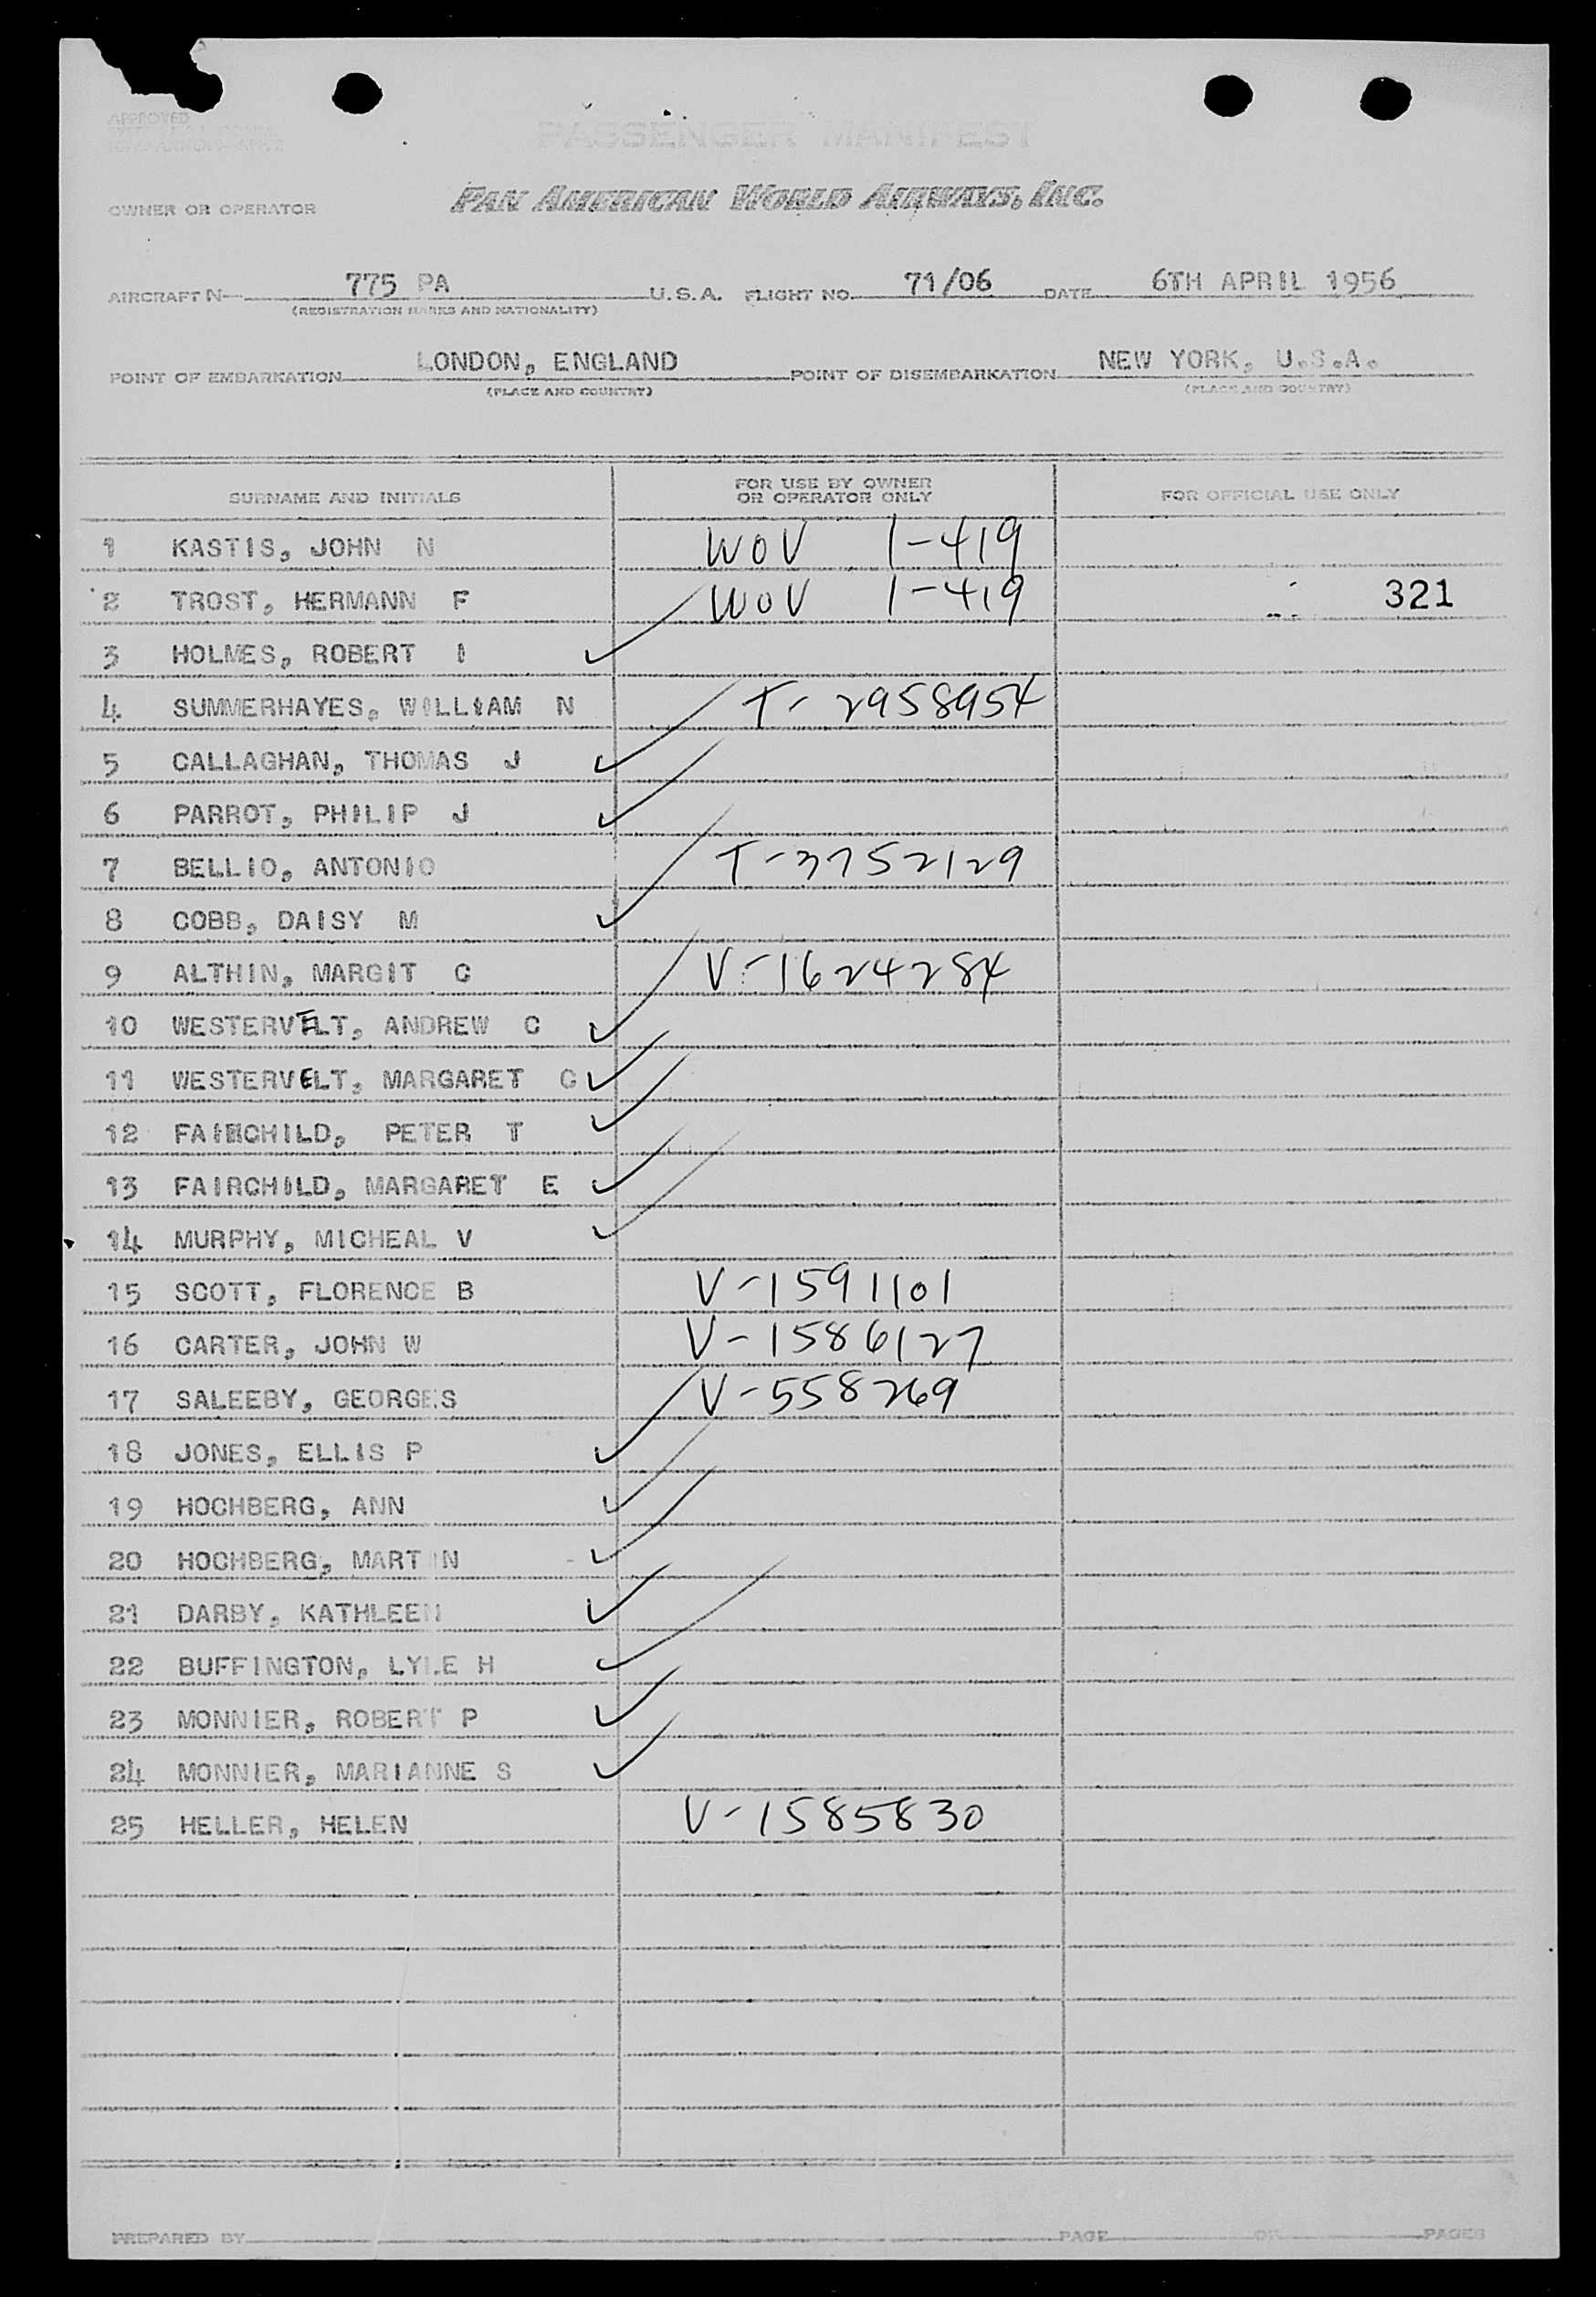 APPROVED
PASSENGER MANIFEST
OWNER OR OPERATOR PAN AMERICAN WORLD AIRWAYS, INC.
AIRCRAFT N 775 PA U.S.A. FLIGHT NO. 71/06 DATE 6TH APRIL 1956
(REGISTRATION MARKS AND NATIONALITY)
POINT OF EMBARKATION LONDON, ENGLAND POINT OF DISEMBARKATION NEW YORK, U.S.A.
(PLACE AND COUNTRY) (PLACE AND COUNTRY)
SURNAME AND INITIALS FOR USE BY OWNER OR OPERATOR ONLY FOR OFFICIAL USE ONLY
1 KASTIS, JOHN N WOV 1-419
2 TROST, HERMANN F WOV 1-419 321
3 HOLMES, ROBERT I ✓
4 SUMMERHAYES, WILLIAM N T-2958954
5 CALLAGHAN, THOMAS J ✓
6 PARROT, PHILIP J ✓
7 BELLIO, ANTONIO T-3752129
8 COBB, DAISY M ✓
9 ALTHIN, MARGIT C V-1624284
10 WESTERVELT, ANDREW C ✓
11 WESTERVELT, MARGARET C ✓
12 FAIRCHILD, PETER T ✓
13 FAIRCHILD, MARGARET E ✓
14 MURPHY, MICHEAL V ✓
15 SCOTT, FLORENCE B V-1591101
16 CARTER, JOHN W V-1586127
17 SALEEBY, GEORGES V-558269
18 JONES, ELLIS P ✓
19 HOCHBERG, ANN ✓
20 HOCHBERG, MARTIN ✓
21 DARBY, KATHLEEN ✓
22 BUFFINGTON, LYLE H ✓
23 MONNIER, ROBERT P ✓
24 MONNIER, MARIANNE S ✓
25 HELLER, HELEN V-1585830
PREPARED BY PAGE OF PAGES